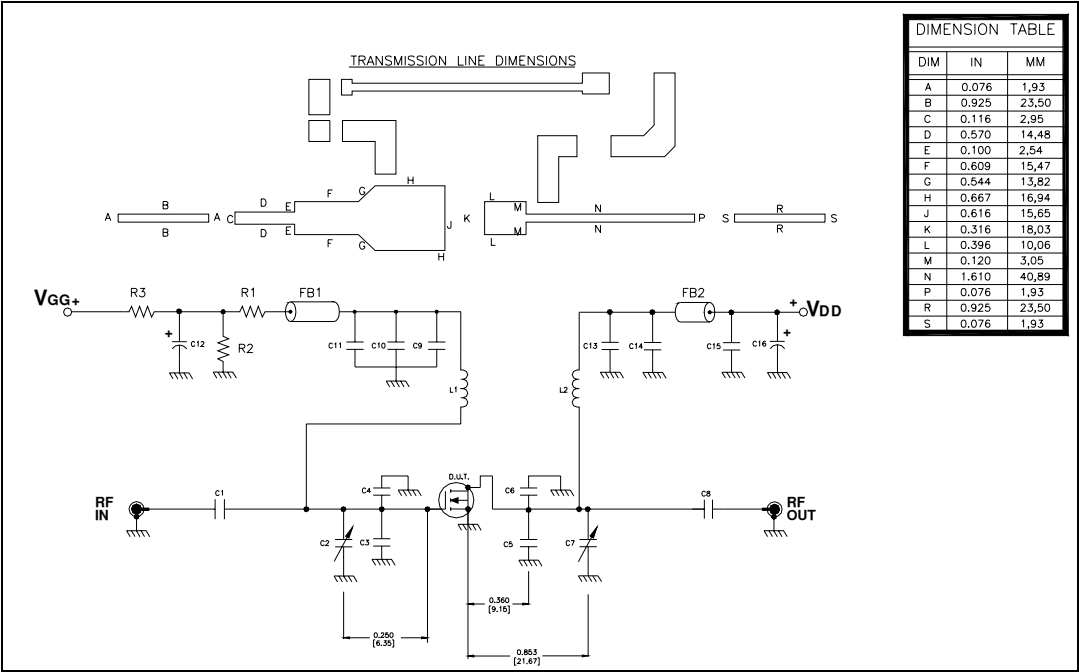 TRANSMISSION LINE DIMENSIONS
DIMENSION TABLE
DIM IN MM
A 0.076 1,93
B 0.925 23,50
C 0.116 2,95
D 0.570 14,48
E 0.100 2,54
F 0.609 15,47
G 0.544 13,82
H 0.667 16,94
J 0.616 15,65
K 0.316 18,03
L 0.396 10,06
M 0.120 3,05
N 1.610 40,89
P 0.076 1,93
R 0.925 23,50
S 0.076 1,93
H
G
F
D
E
L
M
N
R
B
A
A
C
J
K
P
S
S
B
D
E
F
G
H
M
L
N
R
VGG+
R3
R1
FB1
FB2
+
VDD
+
C12
R2
C11
C10
C9
C13
C14
C15
C16
+
L1
L2
D.U.T.
RF
IN
C1
C4
C6
C8
RF
OUT
C2
C3
C5
C7
0.360
[9.15]
0.250
[6.35]
0.853
[21.67]